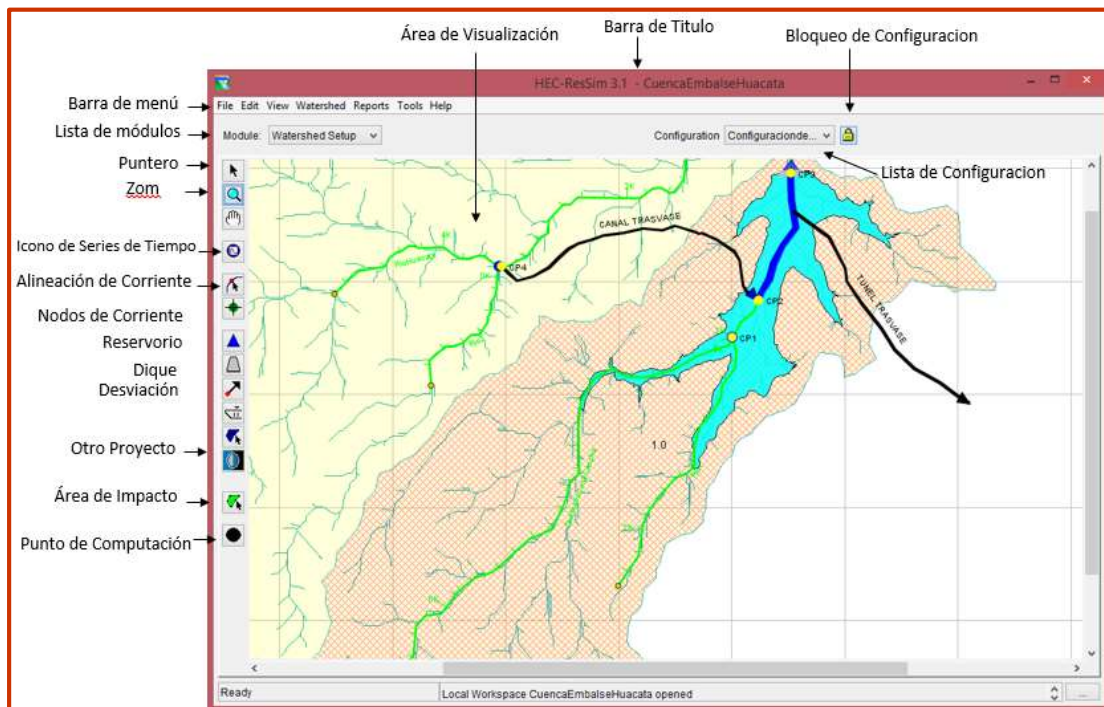 Barra de Titulo
Área de Visualización
Bloqueo de Configuracion
HEC-ResSim 3.1 - CuencaEmbalseHuacata
Barra de menú
File Edit View Watershed Reports Tools Help
Lista de módulos
Module: Watershed Setup
Configuration Configuracionde...
Lista de Configuracion
Puntero
Zom
Icono de Series de Tiempo
Alineación de Corriente
Nodos de Corriente
Reservorio
Dique
Desviación
Otro Proyecto
Área de Impacto
Punto de Computación
CANAL TRASVASE
TUNEL TRASVASE
CP4
CP2
CP1
1.0
Ready
Local Workspace CuencaEmbalseHuacata opened
...